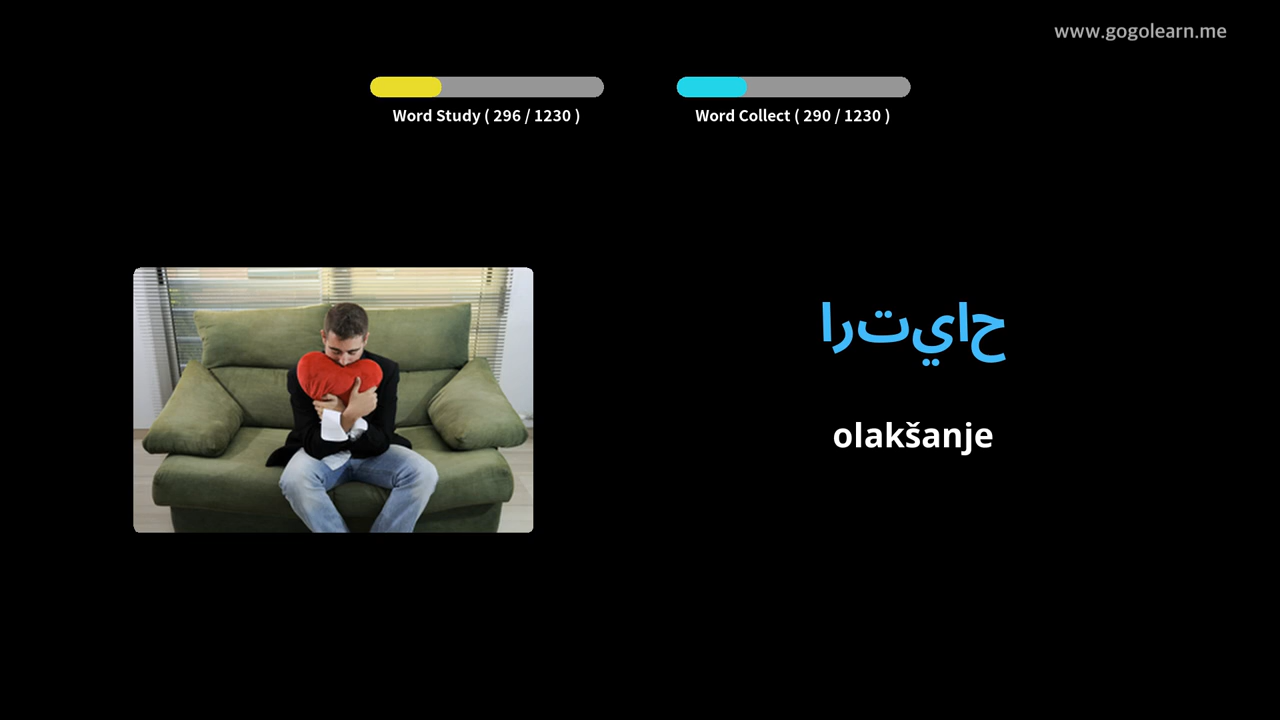 www.gogolearn.me
Word Study ( 296 / 1230 )
Word Collect ( 290 / 1230 )
ارتياح
olakšanje